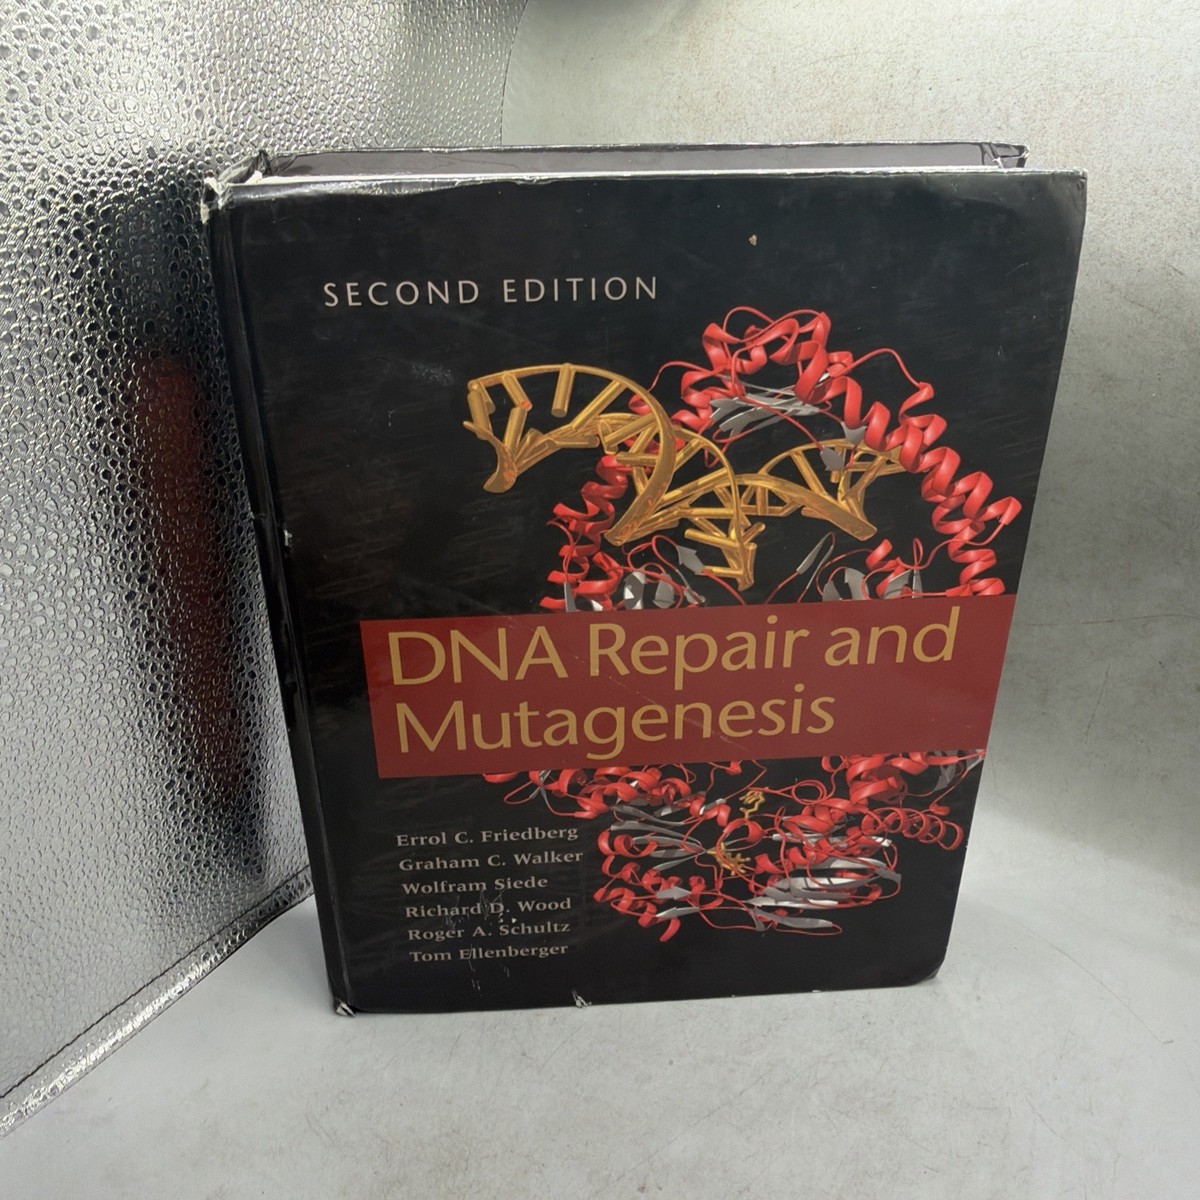 SECOND EDITION
DNA Repair and
Mutagenesis
Errol C. Friedberg
Graham C. Walker
Wolfram Siede
Richard D. Wood
Roger A. Schultz
Tom Ellenberger